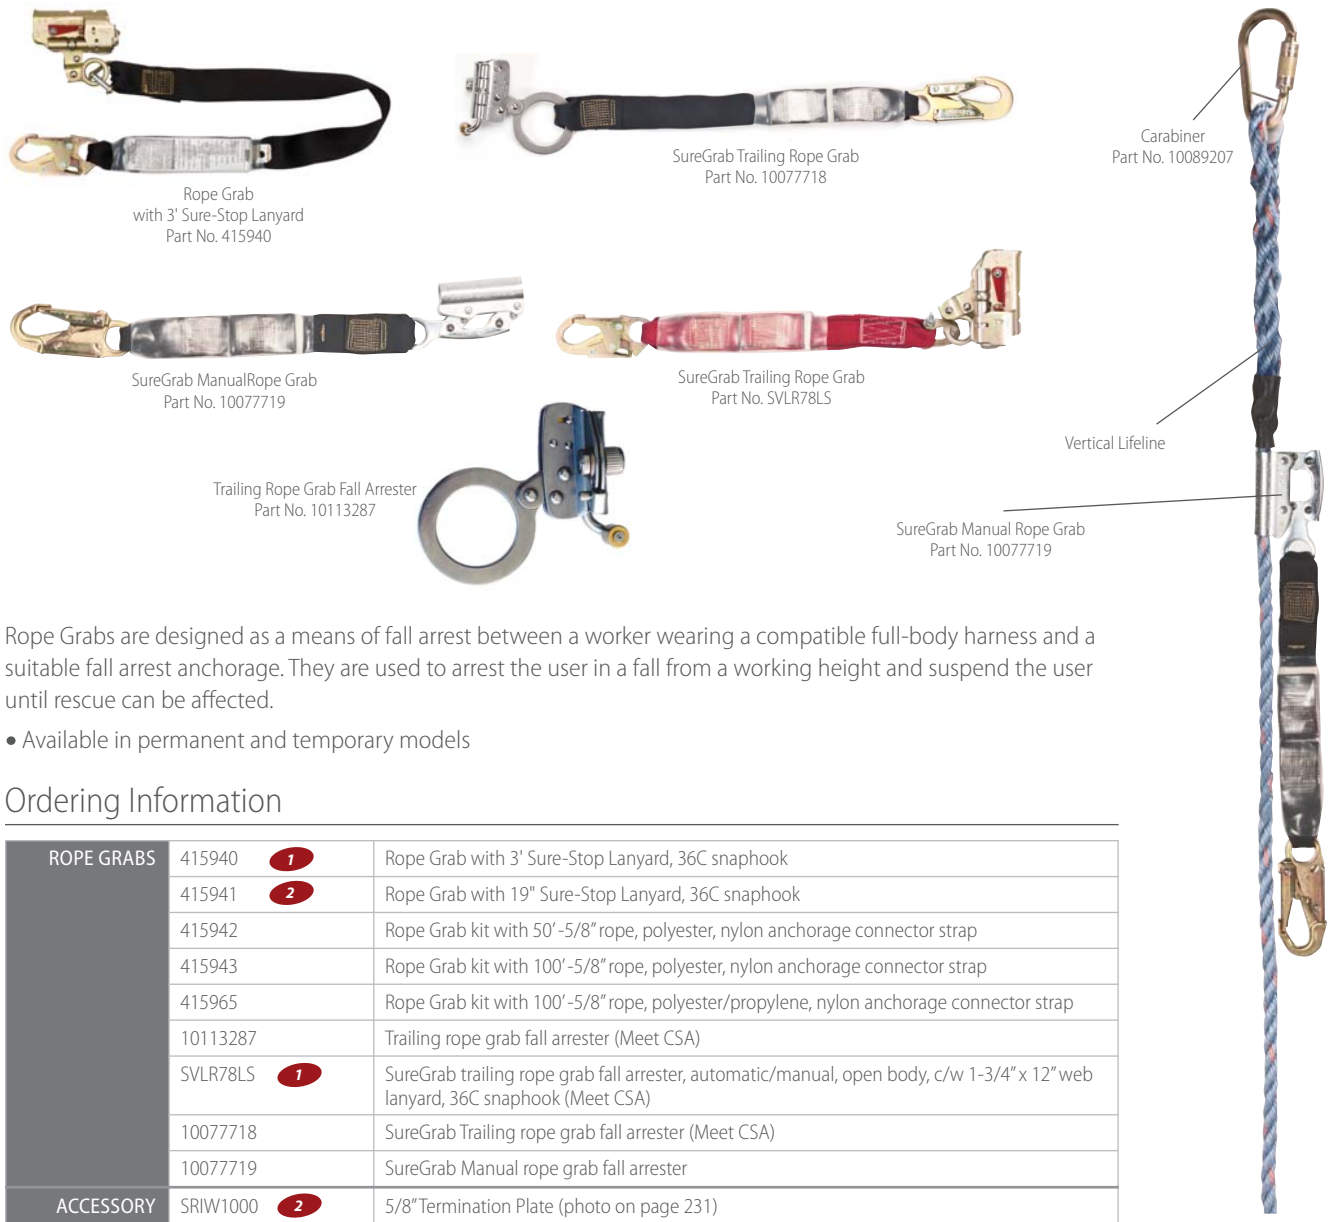 Rope Grab
with 3' Sure-Stop Lanyard
Part No. 415940
SureGrab Trailing Rope Grab
Part No. 10077718
Carabiner
Part No. 10089207
SureGrab ManualRope Grab
Part No. 10077719
SureGrab Trailing Rope Grab
Part No. SVLR78LS
Vertical Lifeline
Trailing Rope Grab Fall Arrester
Part No. 10113287
SureGrab Manual Rope Grab
Part No. 10077719
Rope Grabs are designed as a means of fall arrest between a worker wearing a compatible full-body harness and a
suitable fall arrest anchorage. They are used to arrest the user in a fall from a working height and suspend the user
until rescue can be affected.
• Available in permanent and temporary models
Ordering Information
ROPE GRABS 415940 1 Rope Grab with 3' Sure-Stop Lanyard, 36C snaphook
415941 2 Rope Grab with 19" Sure-Stop Lanyard, 36C snaphook
415942 Rope Grab kit with 50’-5/8” rope, polyester, nylon anchorage connector strap
415943 Rope Grab kit with 100’-5/8” rope, polyester, nylon anchorage connector strap
415965 Rope Grab kit with 100’-5/8” rope, polyester/propylene, nylon anchorage connector strap
10113287 Trailing rope grab fall arrester (Meet CSA)
SVLR78LS 1 SureGrab trailing rope grab fall arrester, automatic/manual, open body, c/w 1-3/4” x 12” web
lanyard, 36C snaphook (Meet CSA)
10077718 SureGrab Trailing rope grab fall arrester (Meet CSA)
10077719 SureGrab Manual rope grab fall arrester
ACCESSORY SRIW1000 2 5/8” Termination Plate (photo on page 231)